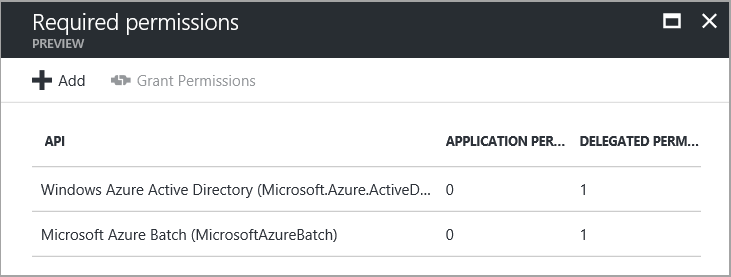 Required permissions
PREVIEW
Add Grant Permissions
API APPLICATION PER... DELEGATED PERM...
Windows Azure Active Directory (Microsoft.Azure.ActiveD... 0 1
Microsoft Azure Batch (MicrosoftAzureBatch) 0 1